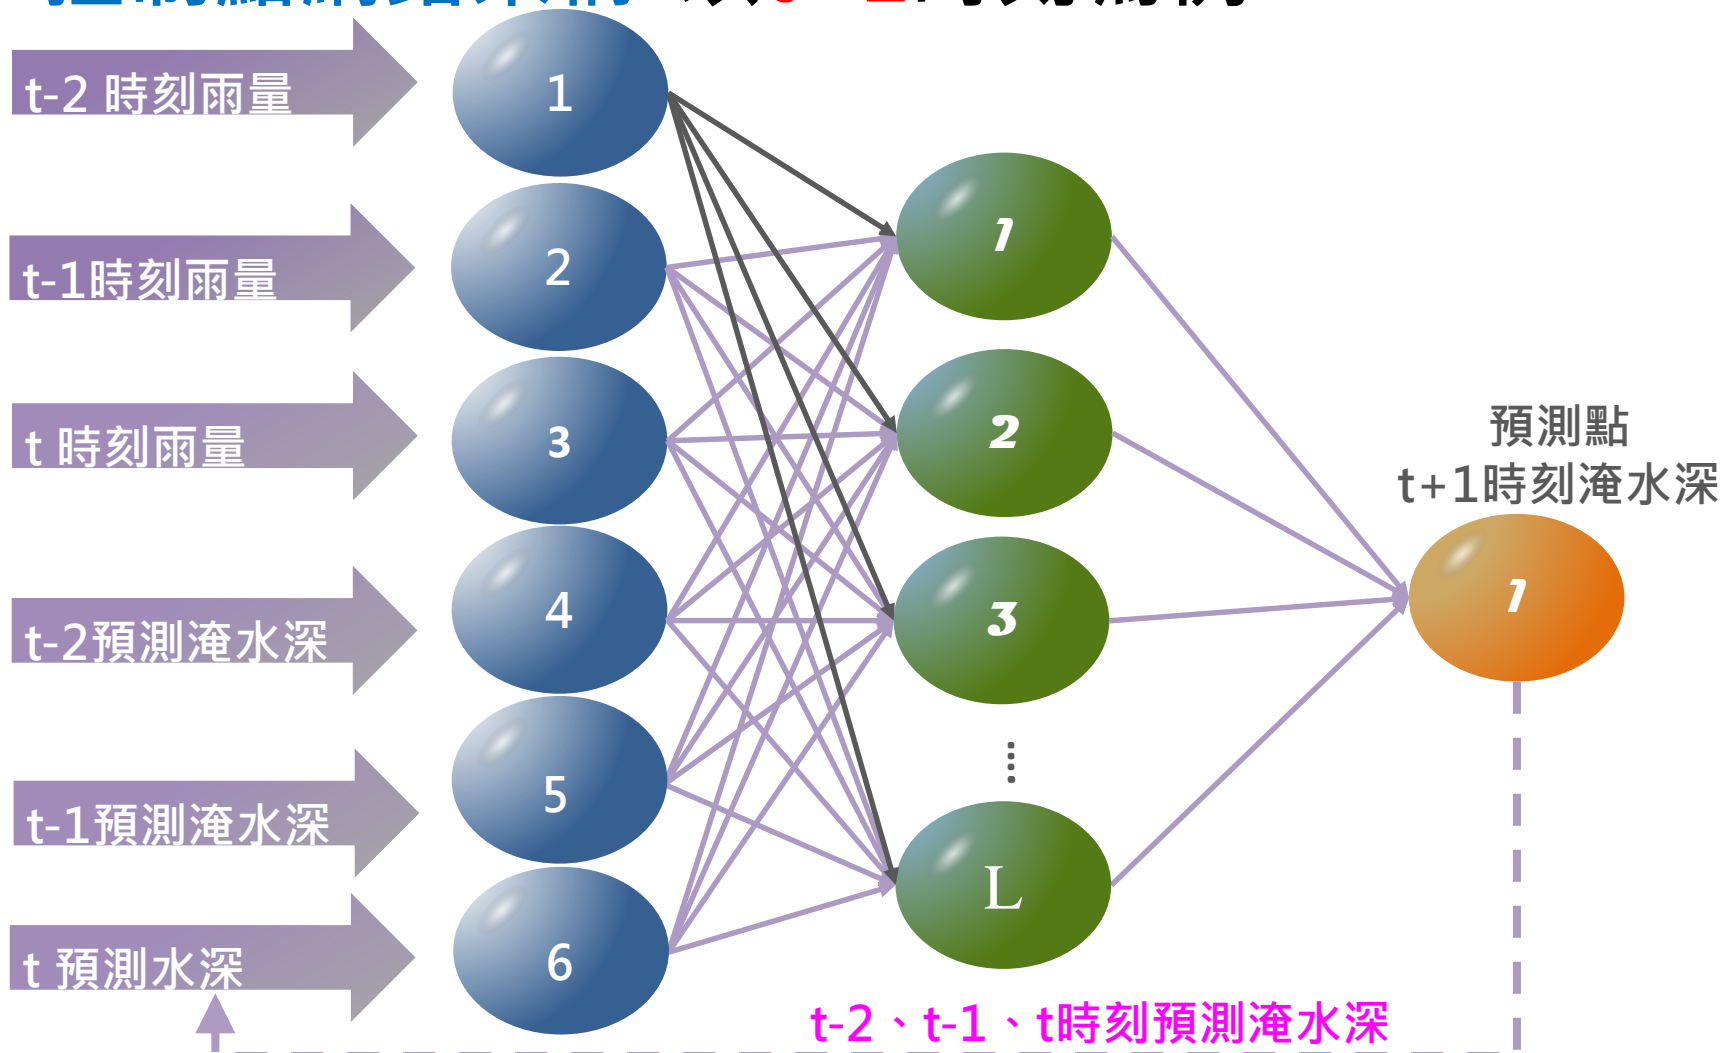 t-2 時刻雨量
t-1時刻雨量
t 時刻雨量
t-2預測淹水深
t-1預測淹水深
t 預測水深
1
2
3
4
5
6
1
2
3
L
預測點
t+1時刻淹水深
1
t-2、t-1、t時刻預測淹水深